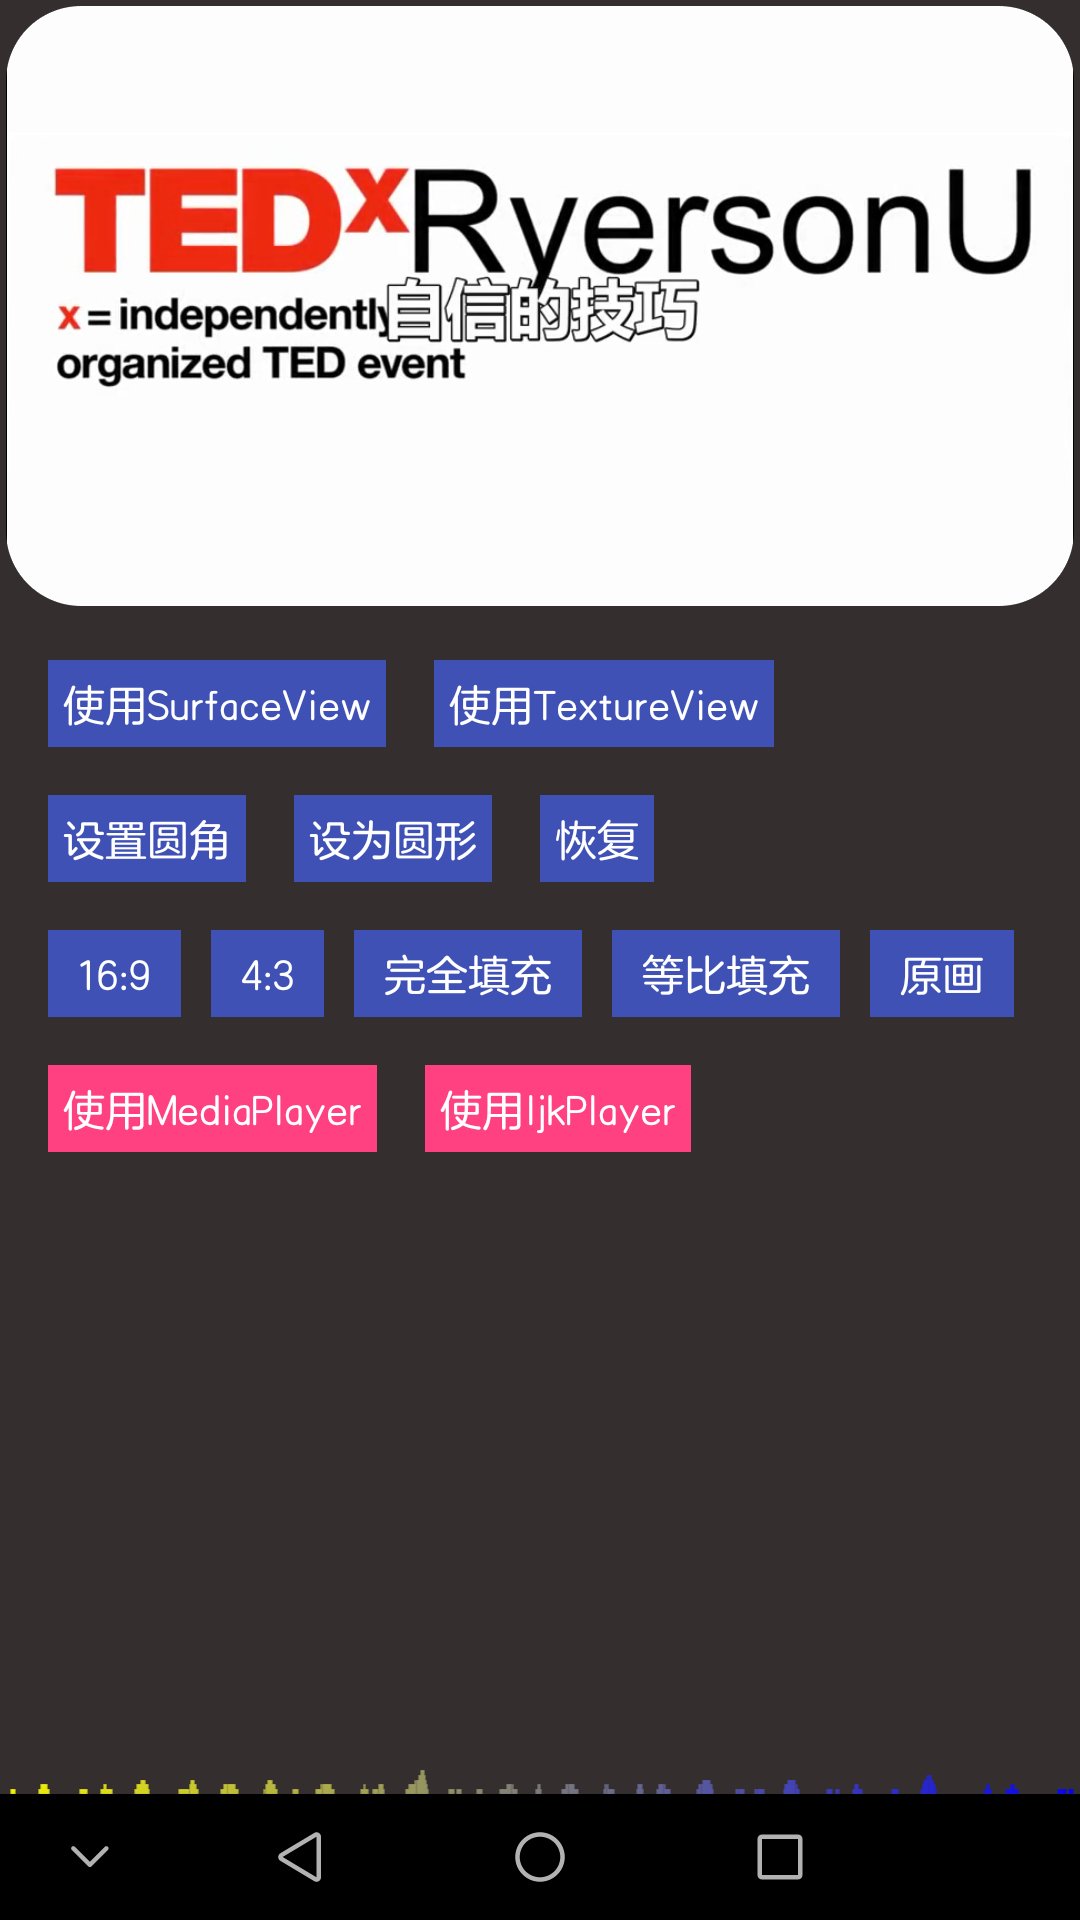 TEDxRyersonU
x = independently
自信的技巧
organized TED event
使用SurfaceView 使用TextureView
设置圆角 设为圆形 恢复
16:9 4:3 完全填充 等比填充 原画
使用MediaPlayer 使用IjkPlayer